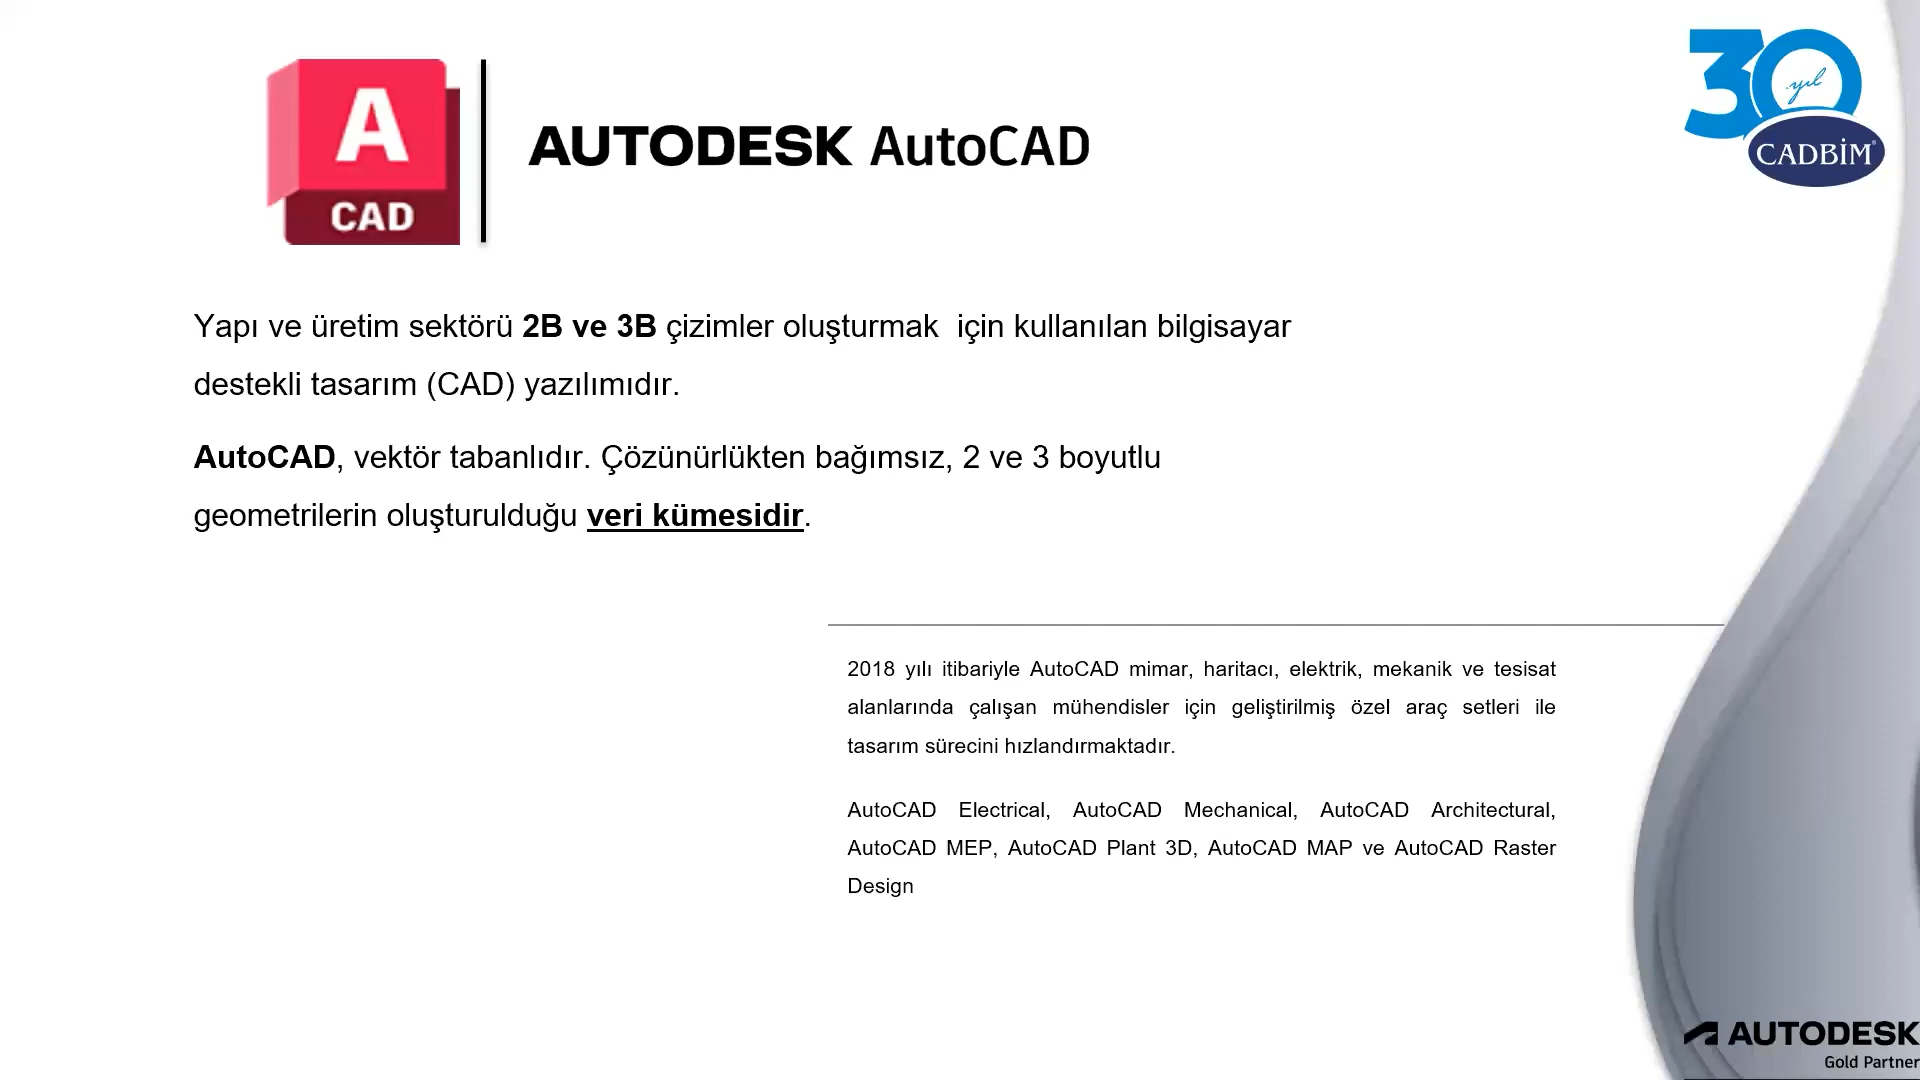 A
CAD
AUTODESK AutoCAD
30
yıl
CADBİM
Yapı ve üretim sektörü 2B ve 3B çizimler oluşturmak  için kullanılan bilgisayar
destekli tasarım (CAD) yazılımıdır.
AutoCAD, vektör tabanlıdır. Çözünürlükten bağımsız, 2 ve 3 boyutlu
geometrilerin oluşturulduğu veri kümesidir.
2018 yılı itibariyle AutoCAD mimar, haritacı, elektrik, mekanik ve tesisat
alanlarında çalışan mühendisler için geliştirilmiş özel araç setleri ile
tasarım sürecini hızlandırmaktadır.
AutoCAD Electrical, AutoCAD Mechanical, AutoCAD Architectural,
AutoCAD MEP, AutoCAD Plant 3D, AutoCAD MAP ve AutoCAD Raster
Design
AUTODESK
Gold Partner